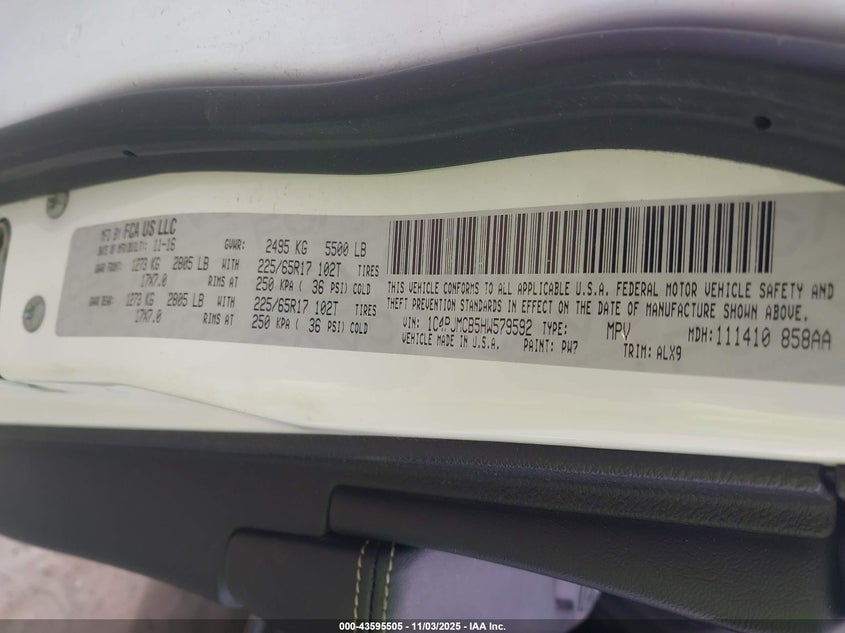 MFD BY FCA US LLC
DATE OF MFR/BUILT: 11-16 GVWR: 2495 KG 5500 LB
GAWR FRONT: 1273 KG 2805 LB WITH 225/65R17 102T TIRES
17X7.0 RIMS AT 250 KPA ( 36 PSI) COLD
GAWR REAR: 1273 KG 2805 LB WITH 225/65R17 102T TIRES
17X7.0 RIMS AT 250 KPA ( 36 PSI) COLD
THIS VEHICLE CONFORMS TO ALL APPLICABLE U.S.A. FEDERAL MOTOR VEHICLE SAFETY AND
THEFT PREVENTION STANDARDS IN EFFECT ON THE DATE OF MANUFACTURE SHOWN ABOVE.
VIN: 1C4PJMCB5HW579592 TYPE: MPV MDH:111410 858AA
VEHICLE MADE IN U.S.A. PAINT: PW7 TRIM: ALX9
000-43595505 - 11/03/2025 - IAA Inc.